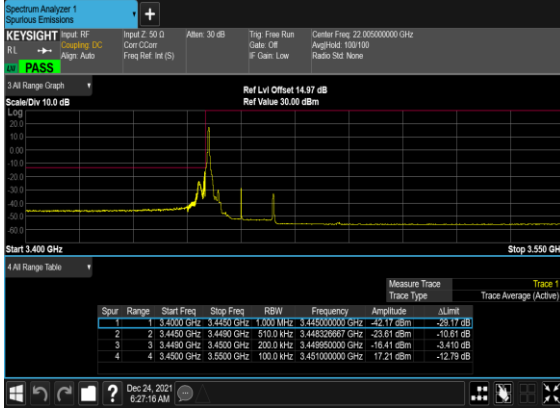 Spectrum Analyzer 1
Spurious Emissions
+
KEYSIGHT Input: RF Input Z: 50 Ω Atten: 30 dB Trig: Free Run Center Freq: 22.005000000 GHz
RL Coupling: DC Corr CCorr Gate: Off Avg|Hold: 100/100
Align: Auto Freq Ref: Int (S) IF Gain: Low Radio Std: None
PASS
3 All Range Graph
Ref Lvl Offset 14.97 dB
Scale/Div 10.0 dB Ref Value 30.00 dBm
Log
20.0
10.0
0.00
-10.0
-20.0
-30.0
-40.0
-50.0
-60.0
Start 3.400 GHz Stop 3.550 GH
4 All Range Table
Measure Trace Trace 1
Trace Type Trace Average (Active)
Spur Range Start Freq Stop Freq RBW Frequency Amplitude ΔLimit
1 1 3.4000 GHz 3.4450 GHz 1.000 MHz 3.445000000 GHz -42.17 dBm -29.17 dB
2 2 3.4450 GHz 3.4490 GHz 510.0 kHz 3.448326667 GHz -23.61 dBm -10.61 dB
3 3 3.4490 GHz 3.4500 GHz 200.0 kHz 3.449950000 GHz -16.41 dBm -3.410 dB
4 4 3.4500 GHz 3.5500 GHz 100.0 kHz 3.451000000 GHz 17.21 dBm -12.79 dB
? Dec 24, 2021
6:27:16 AM